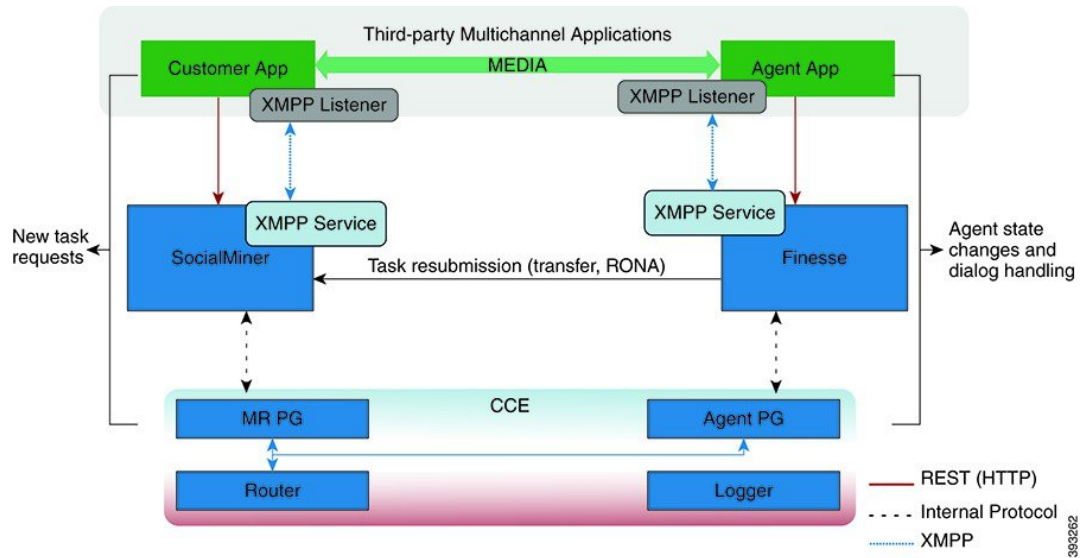 Third-party Multichannel Applications
Customer App
MEDIA
Agent App
XMPP Listener
XMPP Listener
XMPP Service
XMPP Service
New task
requests
SocialMiner
Task resubmission (transfer, RONA)
Finesse
Agent state
changes and
dialog handling
CCE
MR PG
Agent PG
Router
Logger
REST (HTTP)
Internal Protocol
XMPP
393262